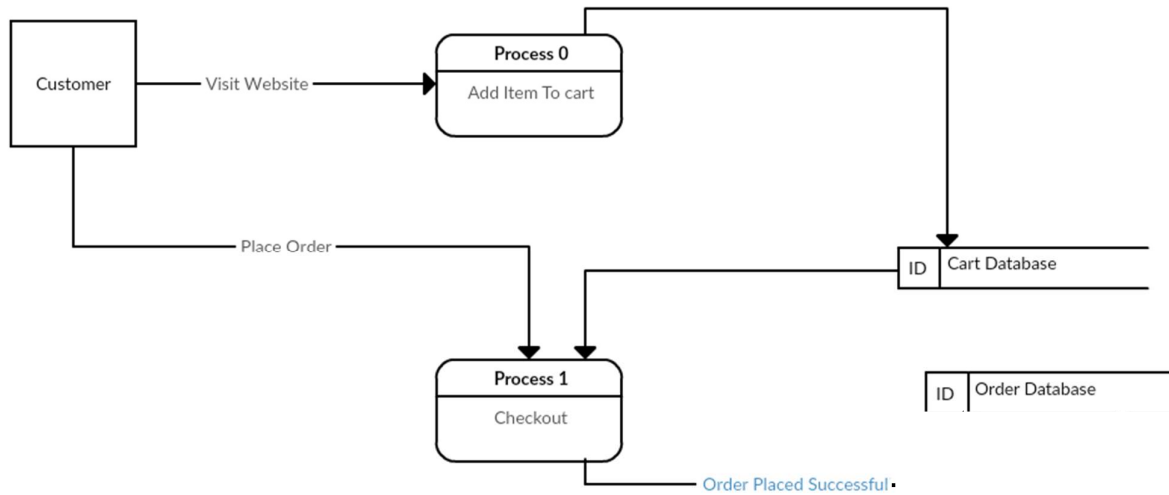 Process 0
Customer
Visit Website
Add Item To cart
Place Order
ID
Cart Database
Process 1
ID
Order Database
Checkout
Order Placed Successful